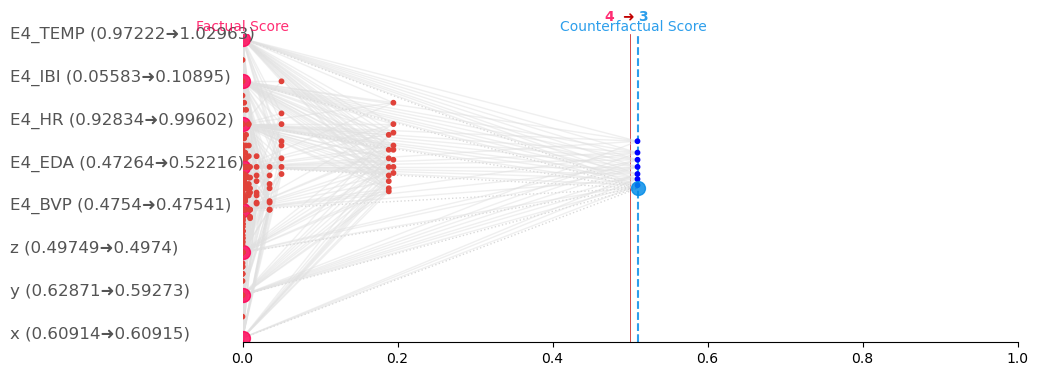 4 ➔ 3
Factual Score
Counterfactual Score
E4_TEMP (0.97222➔1.02963)
E4_IBI (0.05583➔0.10895)
E4_HR (0.92834➔0.99602)
E4_EDA (0.47264➔0.52216)
E4_BVP (0.4754➔0.47541)
z (0.49749➔0.4974)
y (0.62871➔0.59273)
x (0.60914➔0.60915)
0.0 0.2 0.4 0.6 0.8 1.0